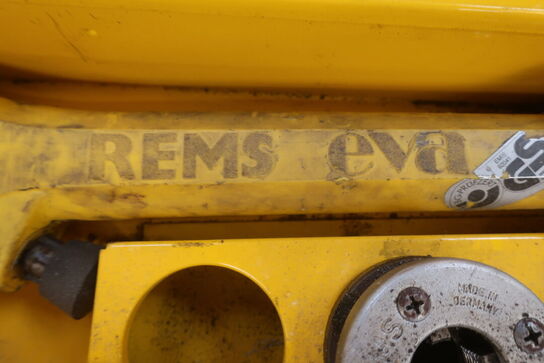 REMS eva
MADE IN
GERMANY
S